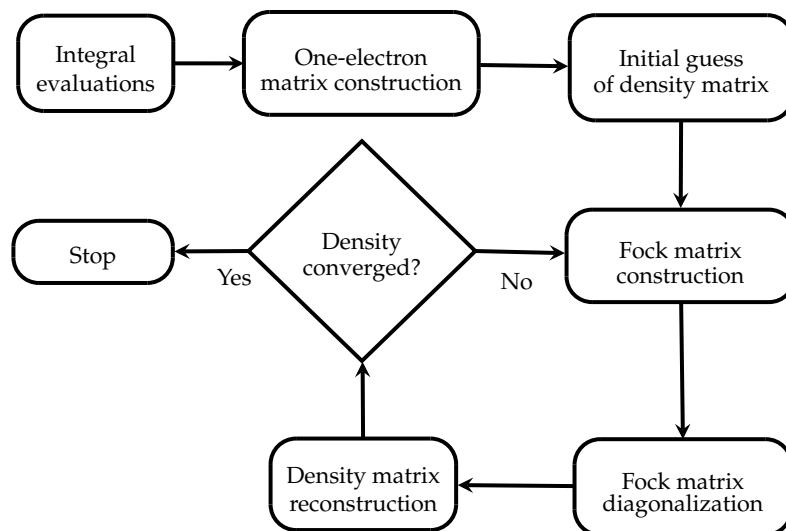 Integral
evaluations
One-electron
matrix construction
Initial guess
of density matrix
Stop
Yes
Density
converged?
No
Fock matrix
construction
Density matrix
reconstruction
Fock matrix
diagonalization